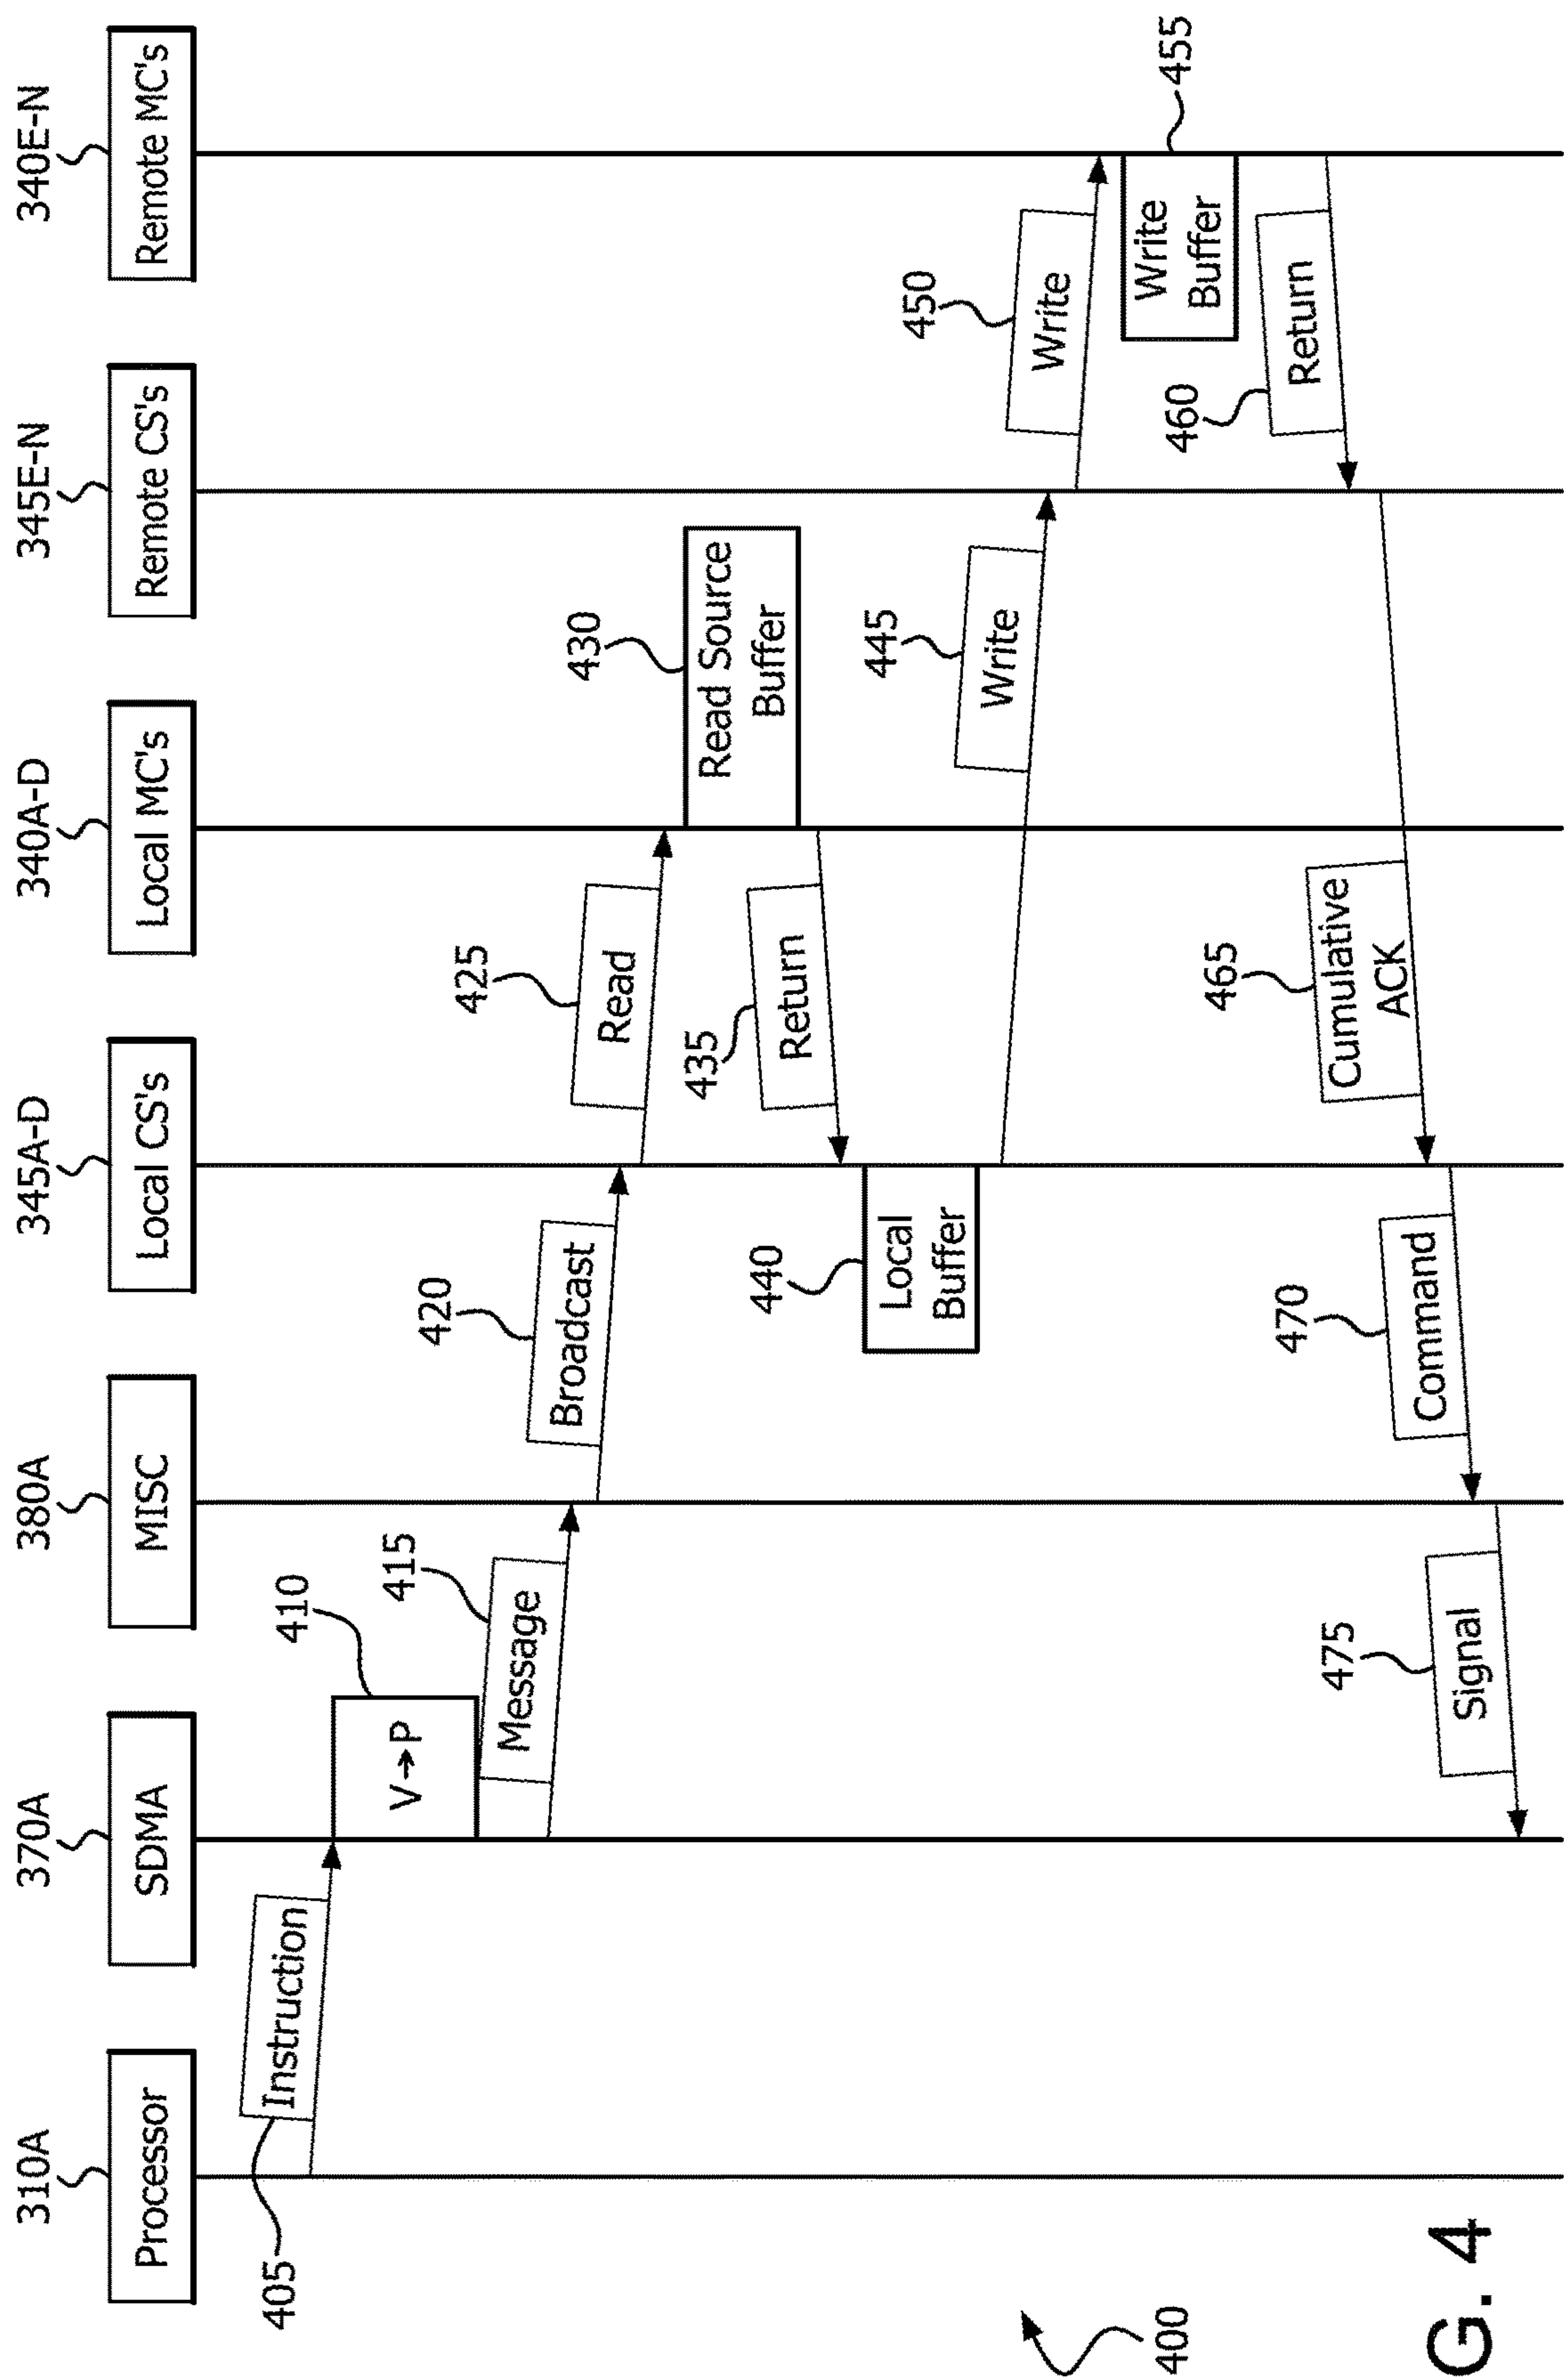 310A
370A
380A
345A-D
340A-D
345E-N
340E-N
Processor
SDMA
MISC
Local CS's
Local MC's
Remote CS's
Remote MC's
405
Instruction
410
V→P
415
Message
420
Broadcast
425
Read
430
Read Source
Buffer
435
Return
440
Local
Buffer
445
Write
450
Write
455
Write
Buffer
460
Return
465
Cumulative
ACK
470
Command
475
Signal
400
G. 4